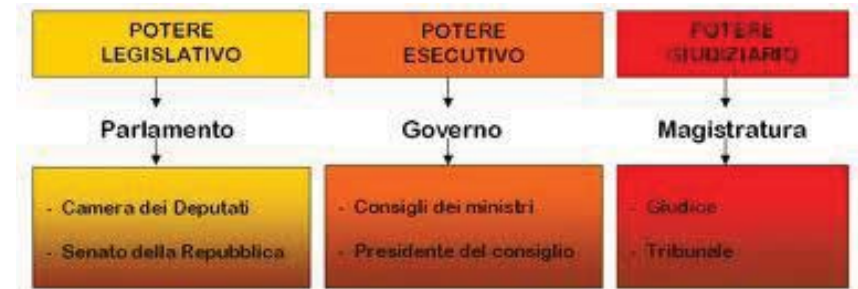 POTERE
LEGISLATIVO
POTERE
ESECUTIVO
POTERE
GIUDIZIARIO
Parlamento
Governo
Magistratura
- Camera dei Deputati
- Senato della Repubblica
- Consigli dei ministri
- Presidente del consiglio
- Giudice
- Tribunale